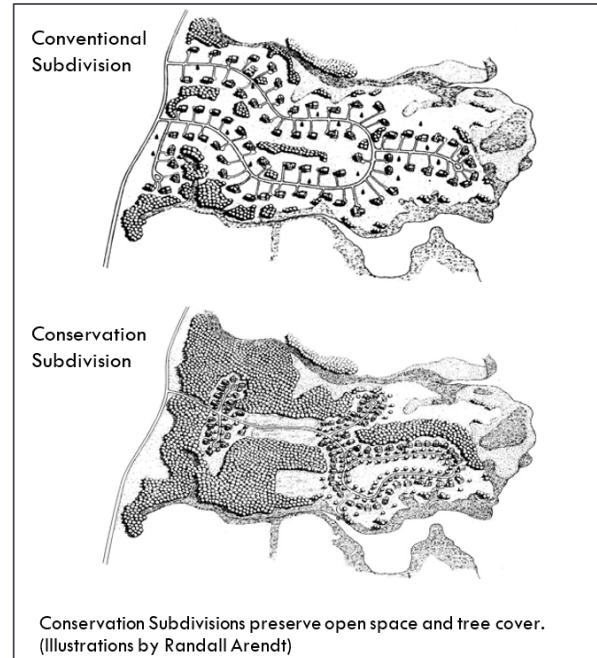 Conventional
Subdivision
Conservation
Subdivision
Conservation Subdivisions preserve open space and tree cover.
(Illustrations by Randall Arendt)